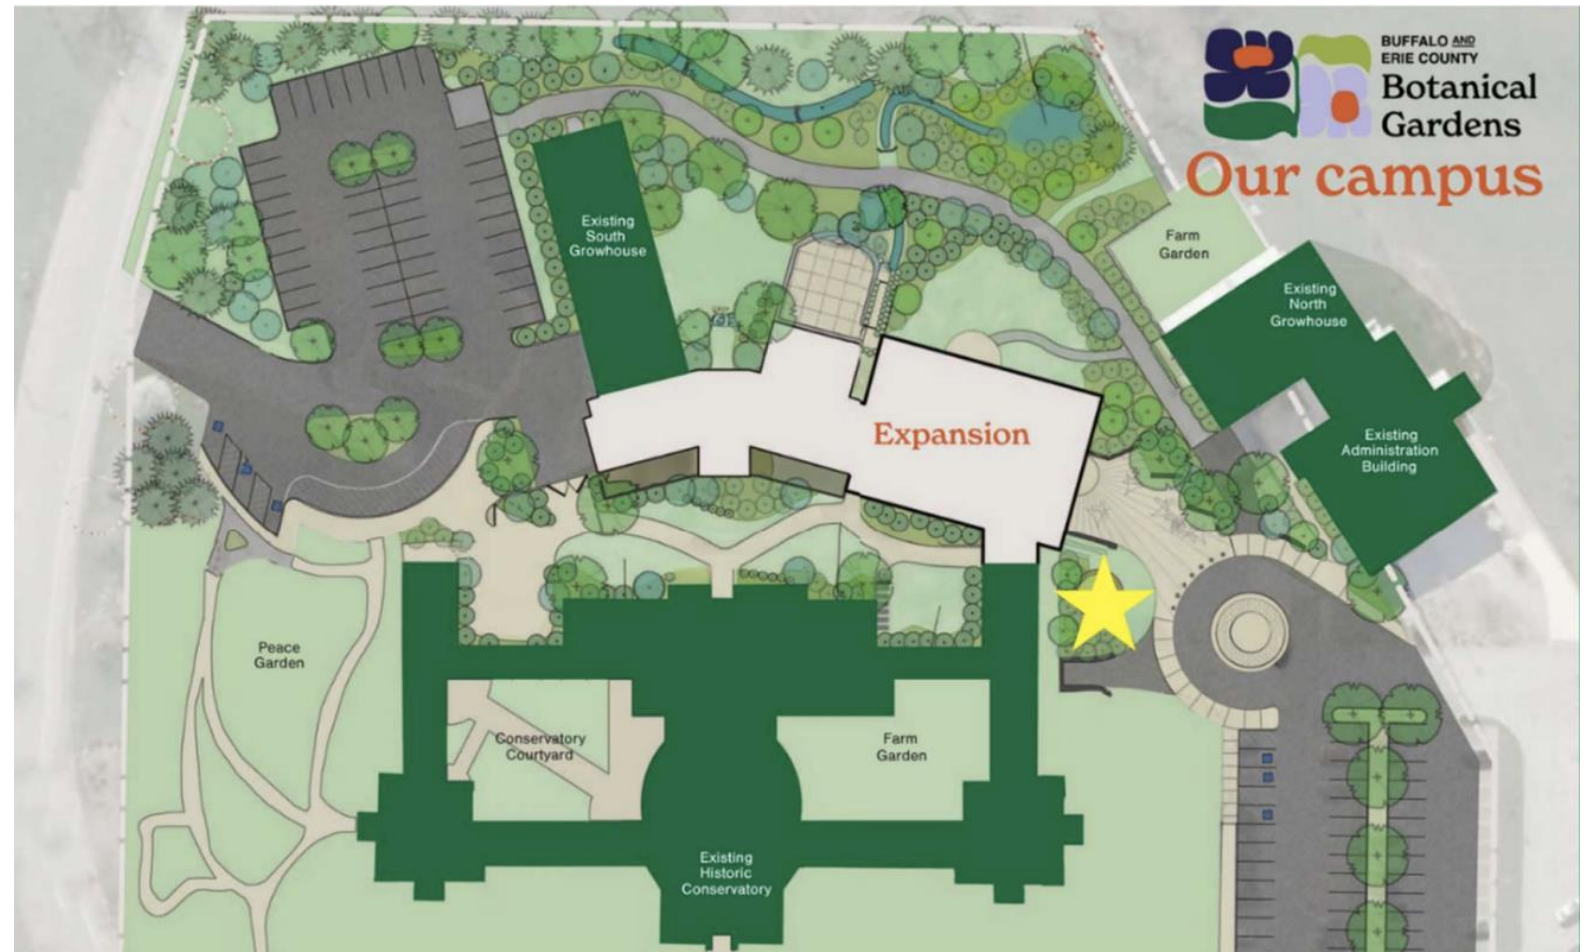 BUFFALO AND
ERIE COUNTY
Botanical
Gardens
Our campus
Existing
South
Growhouse
Farm
Garden
Existing
North
Growhouse
Expansion
Existing
Administration
Building
Peace
Garden
Conservatory
Courtyard
Farm
Garden
Existing
Historic
Conservatory